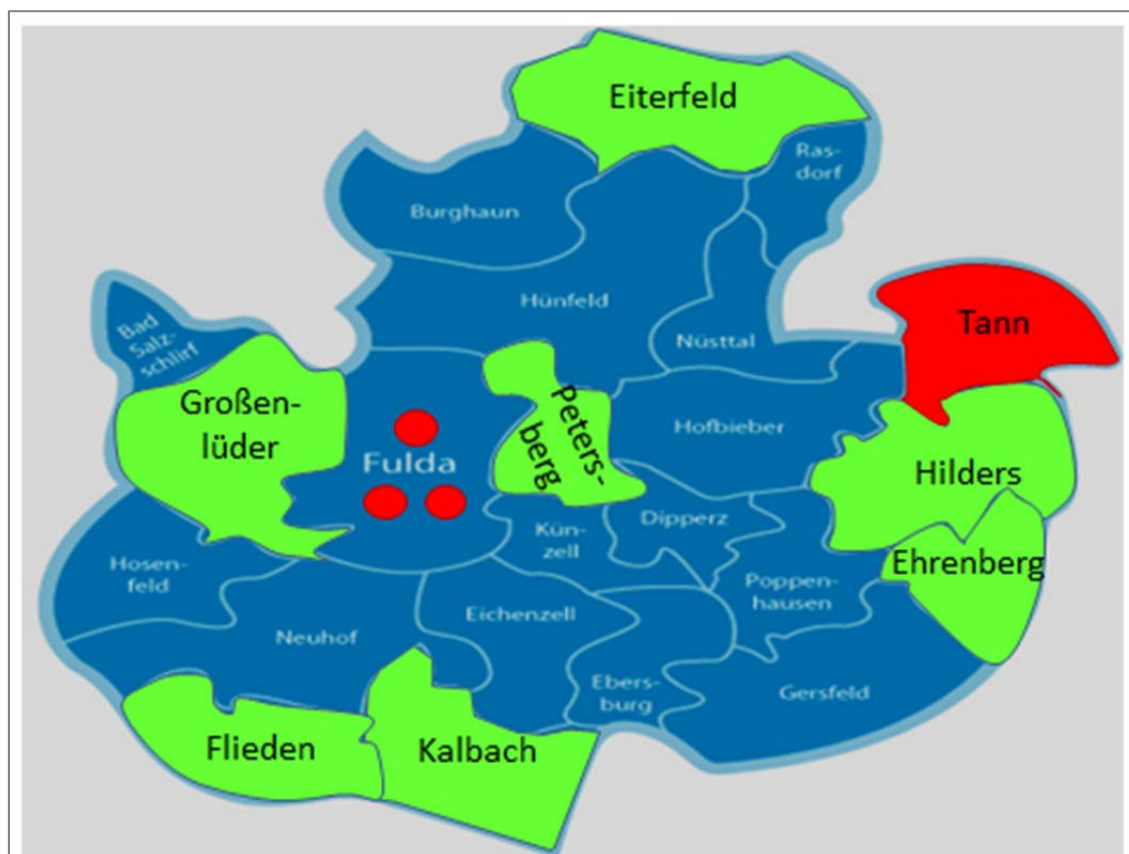 Eiterfeld
Ras-
dorf
Burghaun
Hünfeld
Tann
Bad
Salz-
schlirf
Nüsttal
Großen-
lüder
Peters-
berg
Hofbieber
Fulda
Hilders
Dipperz
Kün-
zell
Ehrenberg
Hosen-
feld
Poppen-
hausen
Eichenzell
Neuhof
Ebers-
burg
Gersfeld
Flieden
Kalbach